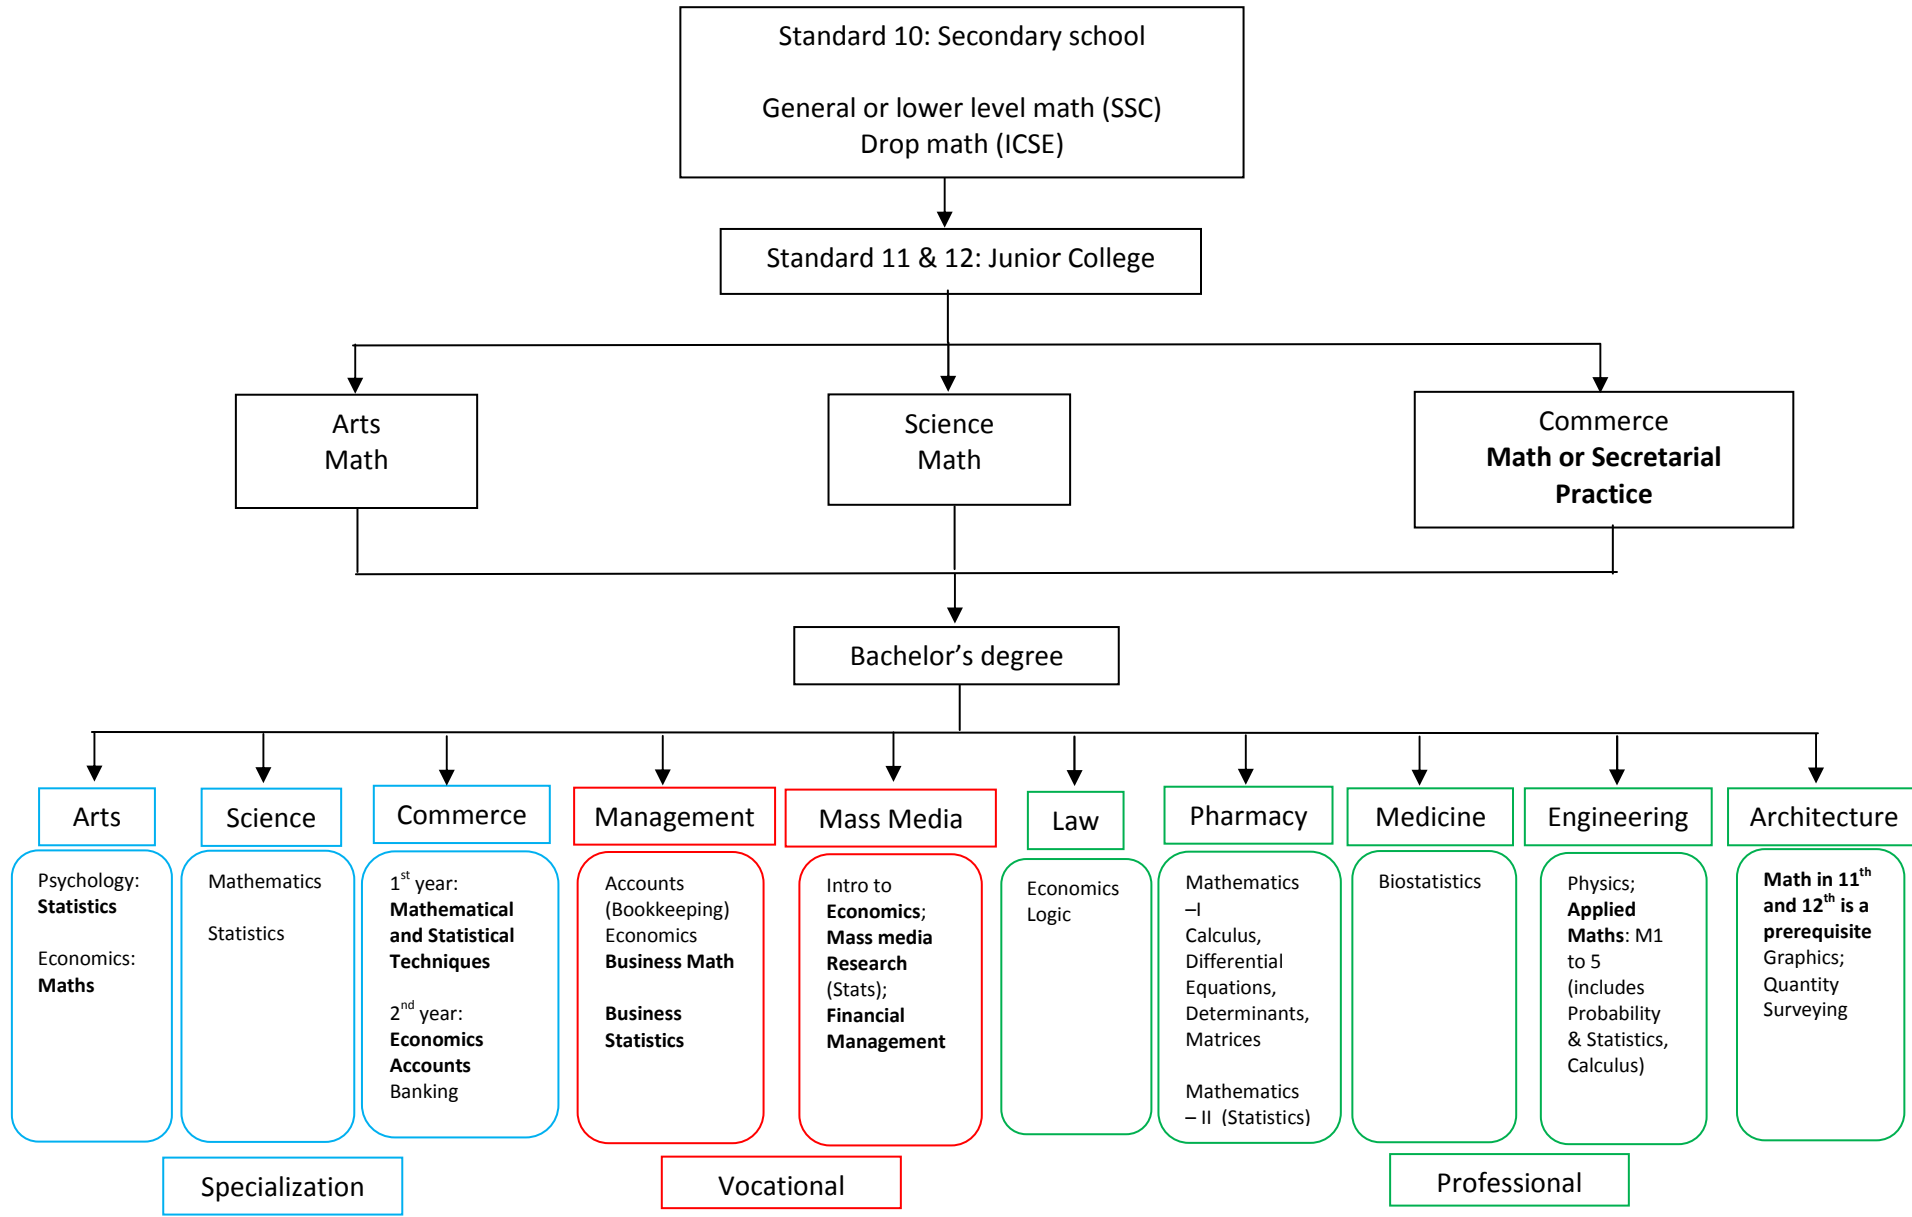 Standard 10: Secondary school
General or lower level math (SSC)
Drop math (ICSE)
Standard 11 & 12: Junior College
Arts
Math
Science
Math
Commerce
Math or Secretarial
Practice
Bachelor’s degree
Arts
Science
Commerce
Management
Mass Media
Law
Pharmacy
Medicine
Engineering
Architecture
Psychology:
Statistics
Economics:
Maths
Mathematics
Statistics
1st year:
Mathematical
and Statistical
Techniques
2nd year:
Economics
Accounts
Banking
Accounts
(Bookkeeping)
Economics
Business Math
Business
Statistics
Intro to
Economics;
Mass media
Research
(Stats);
Financial
Management
Economics
Logic
Mathematics
–I
Calculus,
Differential
Equations,
Determinants,
Matrices
Mathematics
– II (Statistics)
Biostatistics
Physics;
Applied
Maths: M1
to 5
(includes
Probability
& Statistics,
Calculus)
Math in 11th
and 12th is a
prerequisite
Graphics;
Quantity
Surveying
Specialization
Vocational
Professional